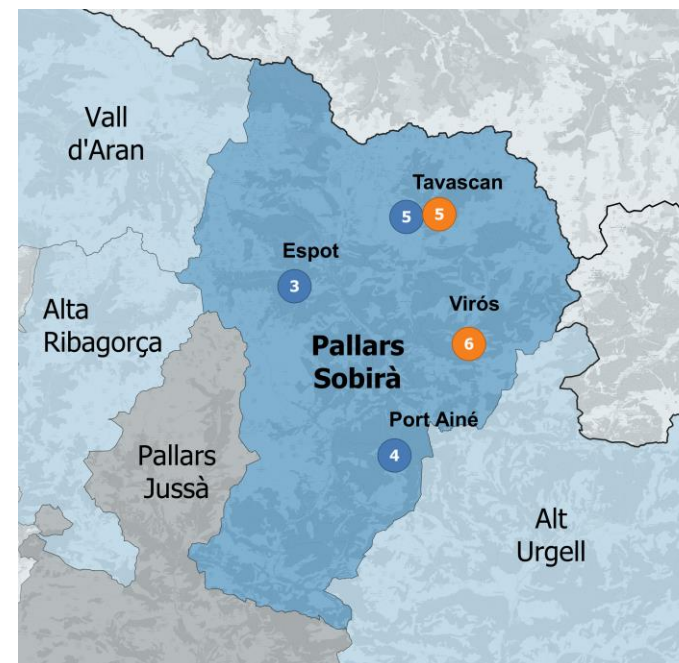 Vall
d'Aran
Tavascan
5
5
Espot
3
Alta
Ribagorça
Virós
6
Pallars
Sobirà
Port Ainé
4
Pallars
Jussà
Alt
Urgell